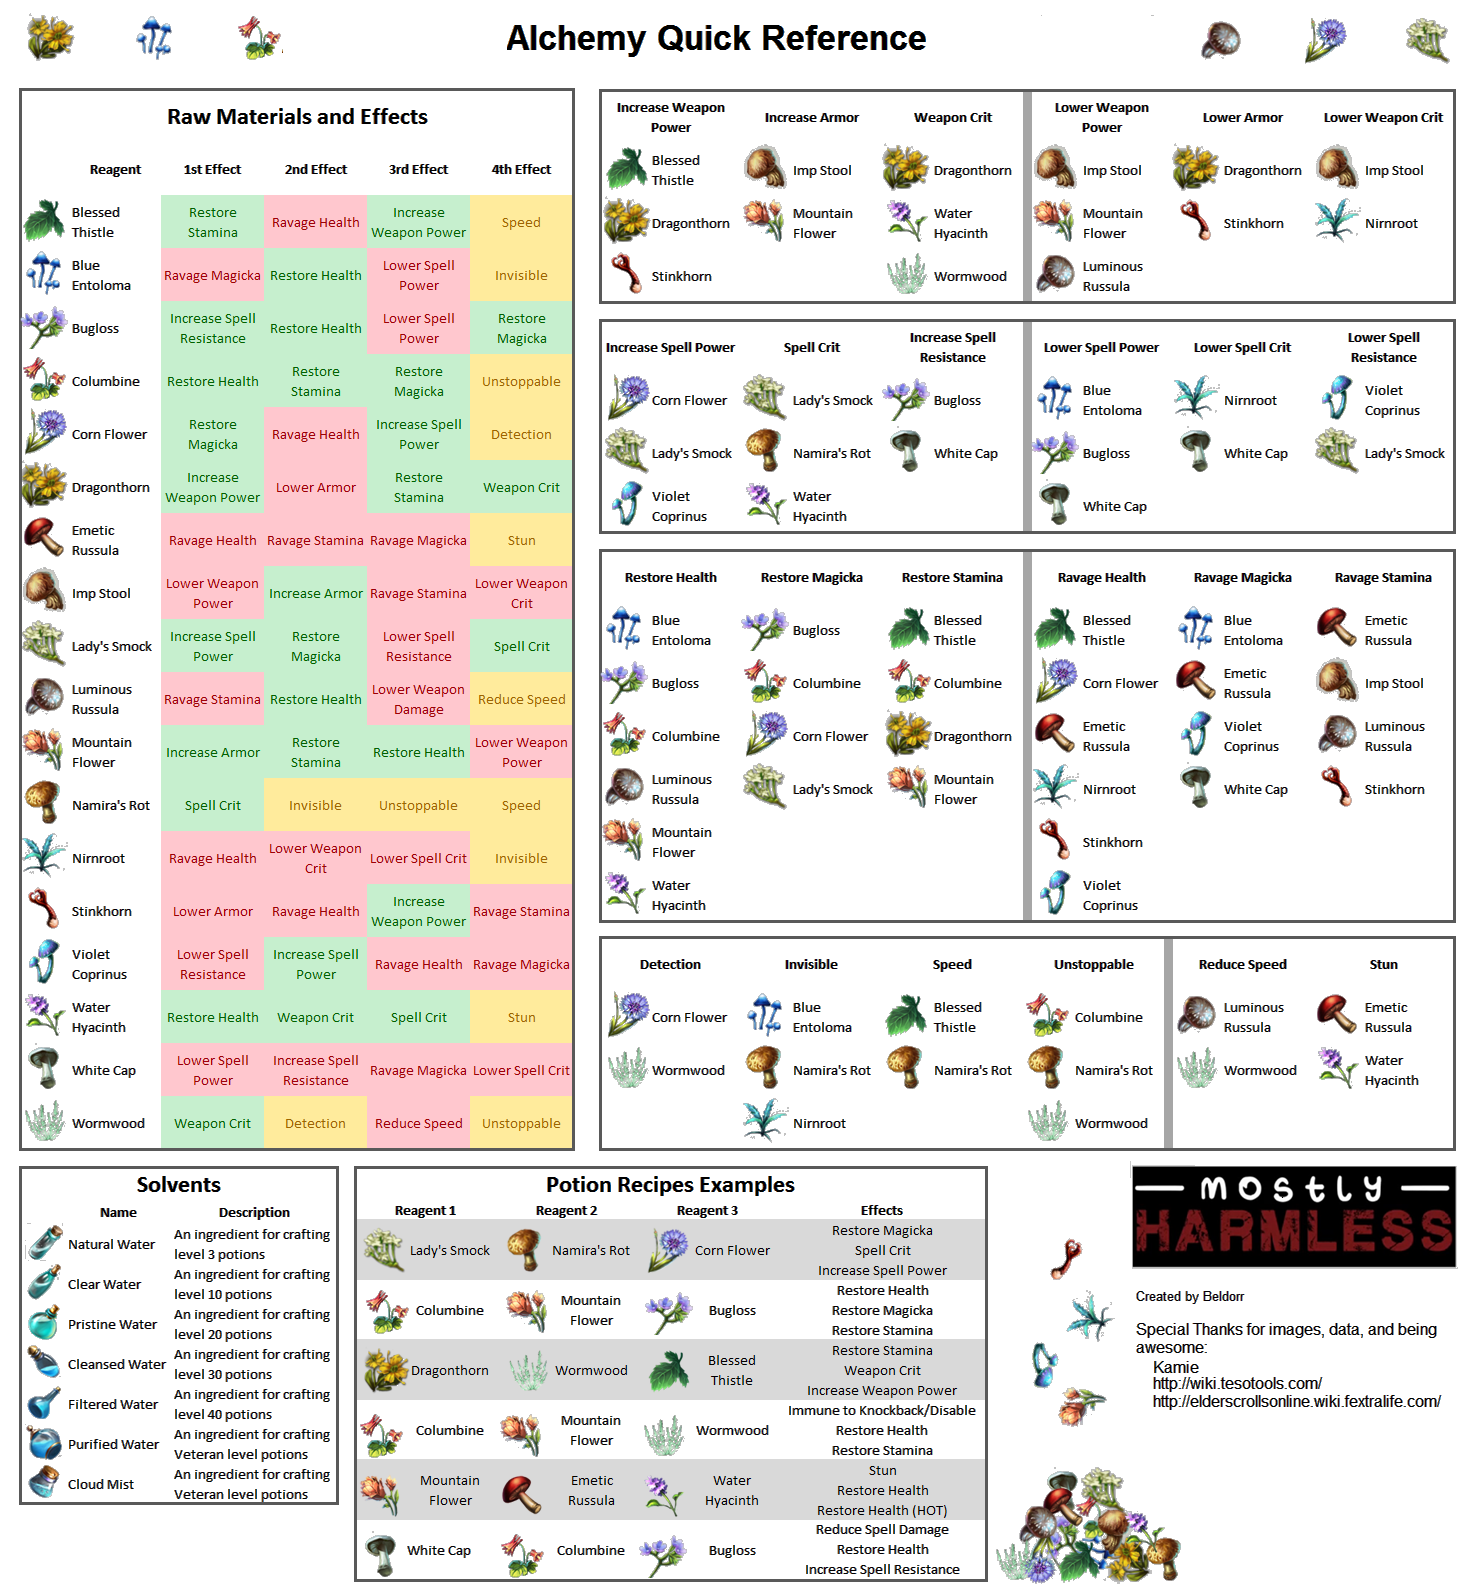 Alchemy Quick Reference
Raw Materials and Effects
Reagent 1st Effect 2nd Effect 3rd Effect 4th Effect
Blessed Thistle Restore Stamina Ravage Health Increase Weapon Power Speed
Blue Entoloma Ravage Magicka Restore Health Lower Spell Power Invisible
Bugloss Increase Spell Resistance Restore Health Lower Spell Power Restore Magicka
Columbine Restore Health Restore Stamina Restore Magicka Unstoppable
Corn Flower Restore Magicka Ravage Health Increase Spell Power Detection
Dragonthorn Increase Weapon Power Lower Armor Restore Stamina Weapon Crit
Emetic Russula Ravage Health Ravage Stamina Ravage Magicka Stun
Imp Stool Lower Weapon Power Increase Armor Ravage Stamina Lower Weapon Crit
Lady's Smock Increase Spell Power Restore Magicka Lower Spell Resistance Spell Crit
Luminous Russula Ravage Stamina Restore Health Lower Weapon Damage Reduce Speed
Mountain Flower Increase Armor Restore Stamina Restore Health Lower Weapon Power
Namira's Rot Spell Crit Invisible Unstoppable Speed
Nirnroot Ravage Health Lower Weapon Crit Lower Spell Crit Invisible
Stinkhorn Lower Armor Ravage Health Increase Weapon Power Ravage Stamina
Violet Coprinus Lower Spell Resistance Increase Spell Power Ravage Health Ravage Magicka
Water Hyacinth Restore Health Weapon Crit Spell Crit Stun
White Cap Lower Spell Power Increase Spell Resistance Ravage Magicka Lower Spell Crit
Wormwood Weapon Crit Detection Reduce Speed Unstoppable
Increase Weapon Power Increase Armor Weapon Crit Lower Weapon Power Lower Armor Lower Weapon Crit
Blessed Thistle Imp Stool Dragonthorn Imp Stool Dragonthorn Imp Stool
Dragonthorn Mountain Flower Water Hyacinth Mountain Flower Stinkhorn Nirnroot
Stinkhorn Wormwood Luminous Russula
Increase Spell Power Spell Crit Increase Spell Resistance Lower Spell Power Lower Spell Crit Lower Spell Resistance
Corn Flower Lady's Smock Bugloss Blue Entoloma Nirnroot Violet Coprinus
Lady's Smock Namira's Rot White Cap Bugloss White Cap Lady's Smock
Violet Coprinus Water Hyacinth White Cap
Restore Health Restore Magicka Restore Stamina Ravage Health Ravage Magicka Ravage Stamina
Blue Entoloma Bugloss Blessed Thistle Blessed Thistle Blue Entoloma Emetic Russula
Bugloss Columbine Columbine Corn Flower Emetic Russula Imp Stool
Columbine Corn Flower Dragonthorn Emetic Russula Violet Coprinus Luminous Russula
Luminous Russula Lady's Smock Mountain Flower Nirnroot White Cap Stinkhorn
Mountain Flower Stinkhorn
Water Hyacinth Violet Coprinus
Detection Invisible Speed Unstoppable Reduce Speed Stun
Corn Flower Blue Entoloma Blessed Thistle Columbine Luminous Russula Emetic Russula
Wormwood Namira's Rot Namira's Rot Namira's Rot Wormwood Water Hyacinth
Nirnroot Wormwood
Solvents
Name Description
Natural Water An ingredient for crafting level 3 potions
Clear Water An ingredient for crafting level 10 potions
Pristine Water An ingredient for crafting level 20 potions
Cleansed Water An ingredient for crafting level 30 potions
Filtered Water An ingredient for crafting level 40 potions
Purified Water An ingredient for crafting Veteran level potions
Cloud Mist An ingredient for crafting Veteran level potions
Potion Recipes Examples
Reagent 1 Reagent 2 Reagent 3 Effects
Lady's Smock Namira's Rot Corn Flower Restore Magicka Spell Crit Increase Spell Power
Columbine Mountain Flower Bugloss Restore Health Restore Magicka Restore Stamina
Dragonthorn Wormwood Blessed Thistle Restore Stamina Weapon Crit Increase Weapon Power
Columbine Mountain Flower Wormwood Immune to Knockback/Disable Restore Health Restore Stamina
Mountain Flower Emetic Russula Water Hyacinth Stun Restore Health Restore Health (HOT)
White Cap Columbine Bugloss Reduce Spell Damage Restore Health Increase Spell Resistance
mostly
HARMLESS
Created by Beldorr
Special Thanks for images, data, and being
awesome:
Kamie
http://wiki.tesotools.com/
http://elderscrollsonline.wiki.fextralife.com/